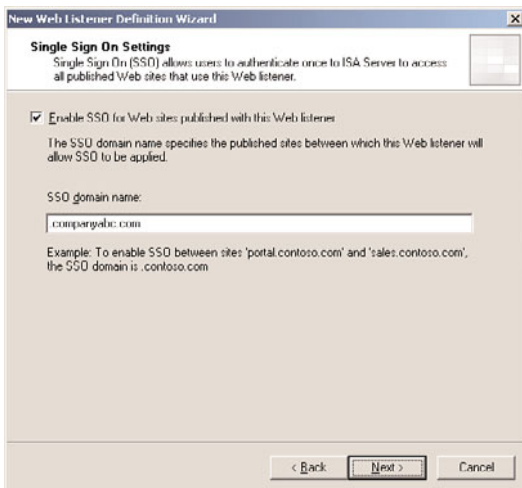 New Web Listener Definition Wizard
Single Sign On Settings
Single Sign On (SSO) allows users to authenticate once to ISA Server to access
all published Web sites that use this Web listener.
Enable SSO for Web sites published with this Web listener
The SSO domain name specifies the published sites between which this Web listener will
allow SSO to be applied.
SSO domain name:
.companyabc.com
Example: To enable SSO between sites 'portal.contoso.com' and 'sales.contoso.com',
the SSO domain is .contoso.com
< Back
Next >
Cancel